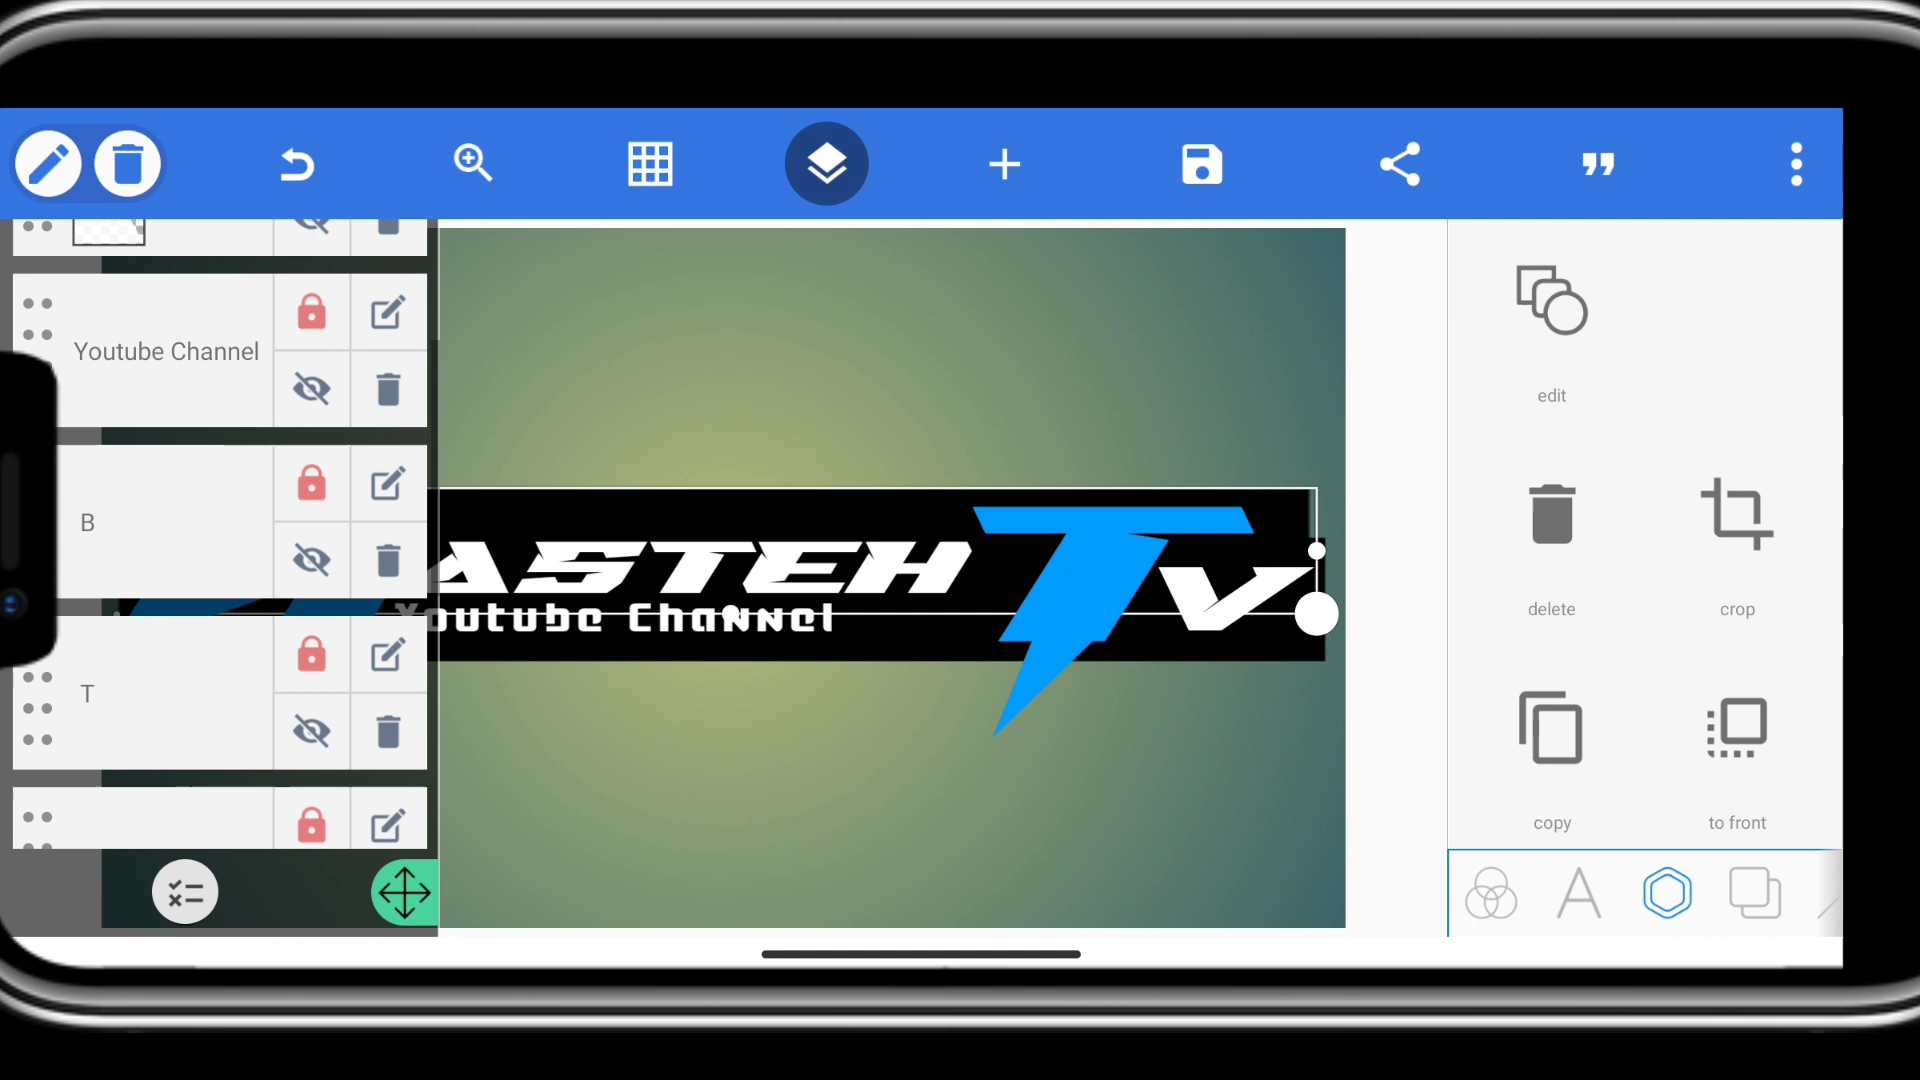 Youtube Channel
B
T
ASTEH Tv
Youtube Channel
edit
delete
crop
copy
to front